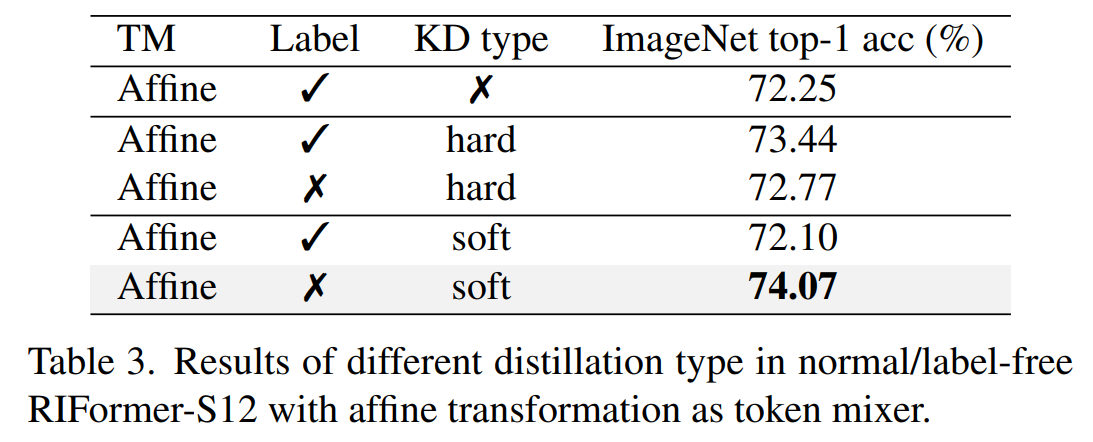 TM Label KD type ImageNet top-1 acc (%)
Affine ✓ ✗ 72.25
Affine ✓ hard 73.44
Affine ✗ hard 72.77
Affine ✓ soft 72.10
Affine ✗ soft 74.07
Table 3. Results of different distillation type in normal/label-free
RIFormer-S12 with affine transformation as token mixer.